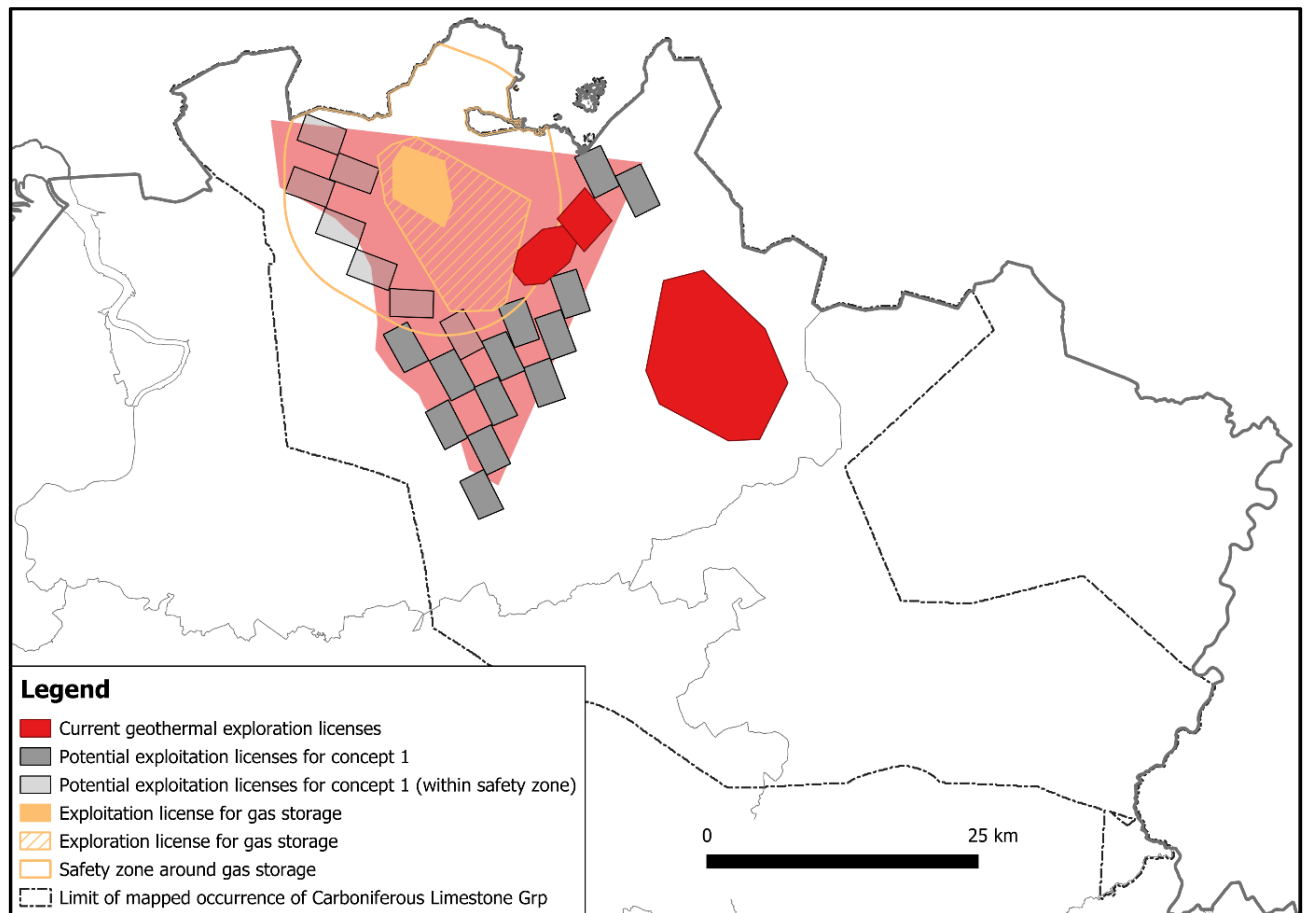 Legend
Current geothermal exploration licenses
Potential exploitation licenses for concept 1
Potential exploitation licenses for concept 1 (within safety zone)
Exploitation license for gas storage
Exploration license for gas storage
Safety zone around gas storage
Limit of mapped occurrence of Carboniferous Limestone Grp
0 25 km